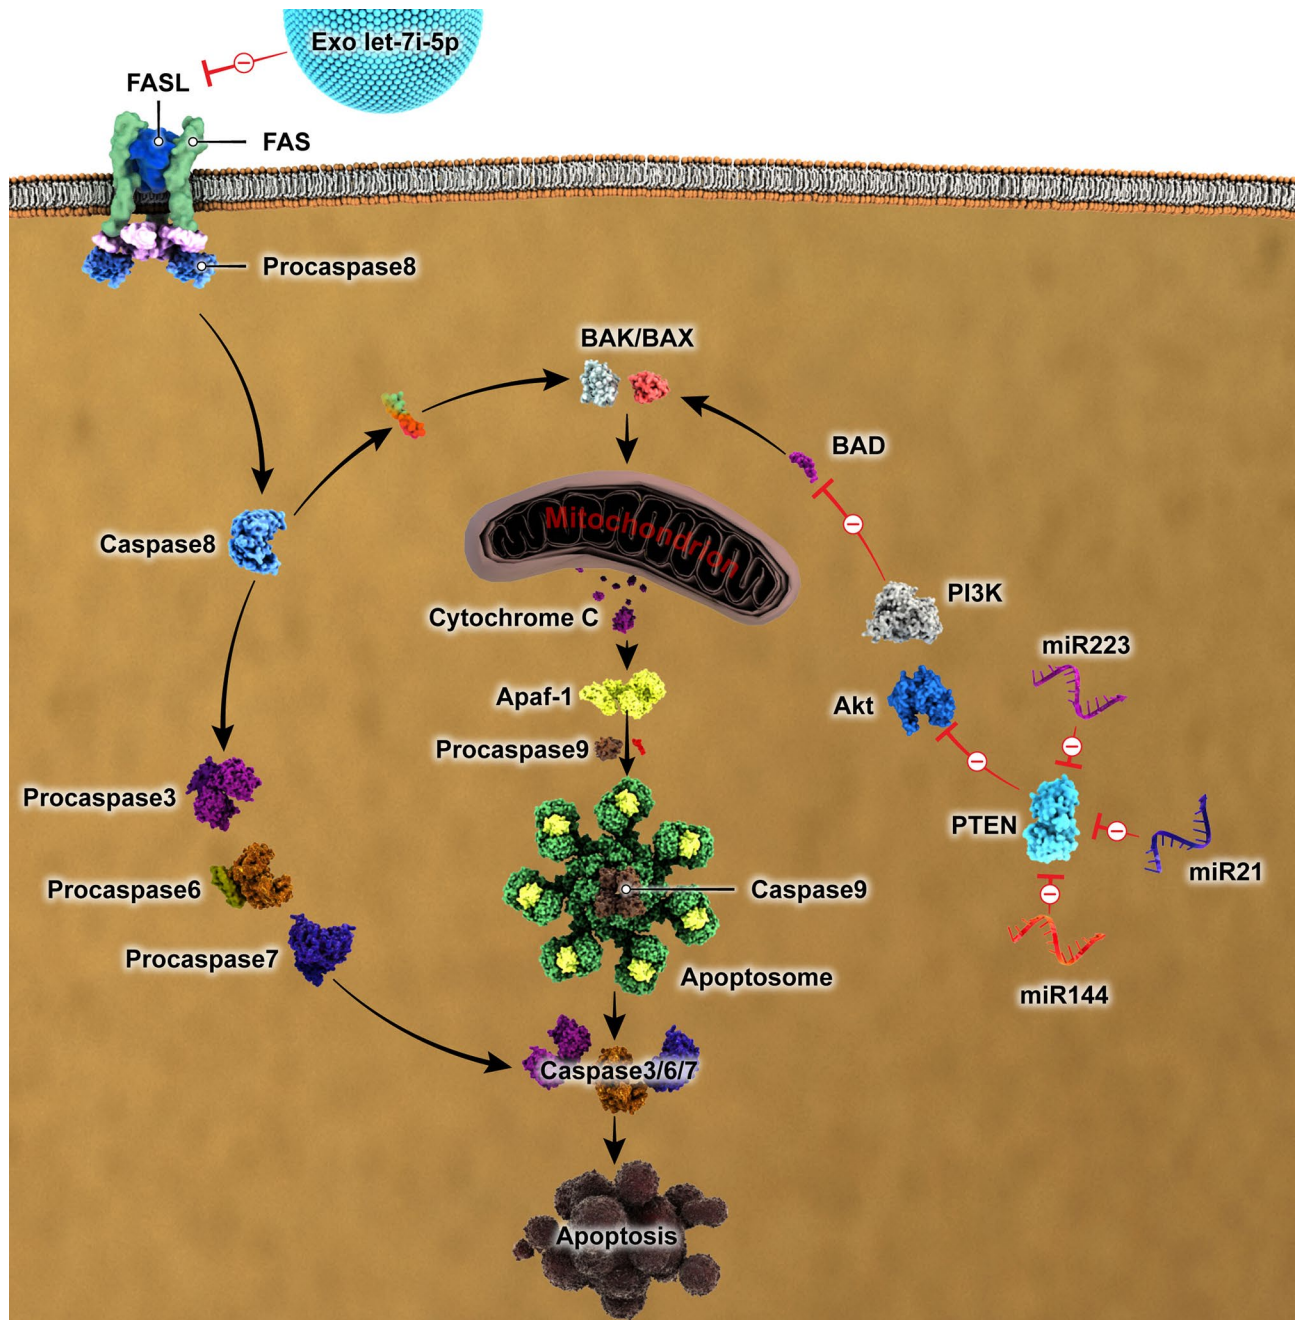 Exo let-7i-5p
FASL
FAS
Procaspase8
BAK/BAX
BAD
Caspase8
Mitochondrion
PI3K
Cytochrome C
miR223
Apaf-1
Akt
Procaspase9
Procaspase3
PTEN
miR21
Procaspase6
Caspase9
Procaspase7
Apoptosome
miR144
Caspase3/6/7
Apoptosis